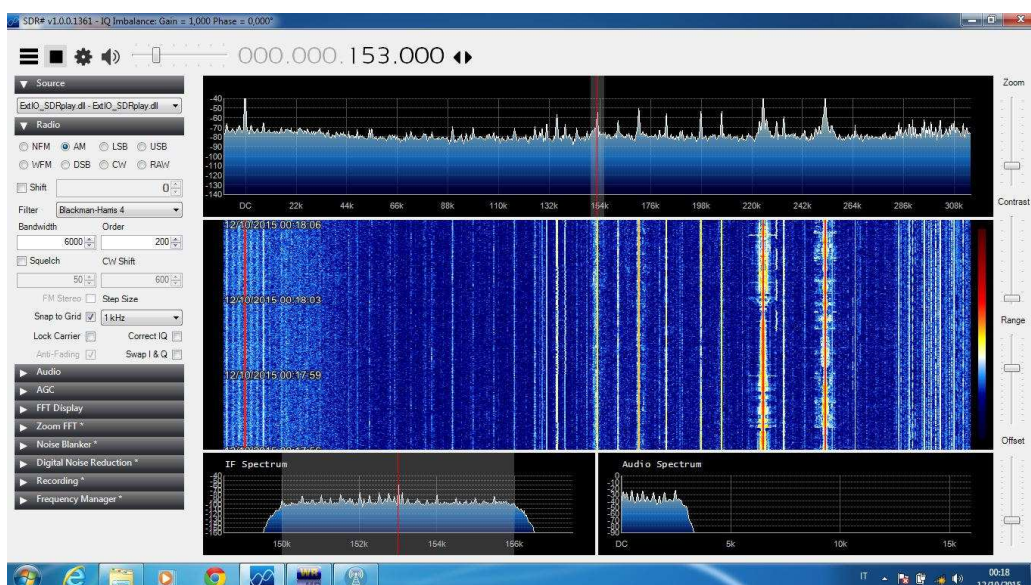 SDR# v1.0.0.1361 - IQ Imbalance: Gain = 1,000 Phase = 0,000°
000.000.153.000
Source
ExtIO_SDRplay.dll - ExtIO_SDRplay.dll
Radio
NFM AM LSB USB
WFM DSB CW RAW
Shift 0
Filter Blackman-Harris 4
Bandwidth Order
6000 200
Squelch CW Shift
50 600
FM Stereo Step Size
Snap to Grid 1 kHz
Lock Carrier Correct IQ
Anti-Fading Swap I & Q
Audio
AGC
FFT Display
Zoom FFT *
Noise Blanker *
Digital Noise Reduction *
Recording *
Frequency Manager *
-40
-50
-60
-70
-80
-90
-100
-110
-120
-130
-140
DC 22k 44k 66k 88k 110k 132k 154k 176k 198k 220k 242k 264k 286k 308k
12/10/2015 00:18:06
12/10/2015 00:18:03
12/10/2015 00:17:59
IF Spectrum
-160
150k 152k 154k 156k
Audio Spectrum
-90
DC 5k 10k 15k
Zoom
Contrast
Range
Offset
WR
IT
00:18
12/10/2015